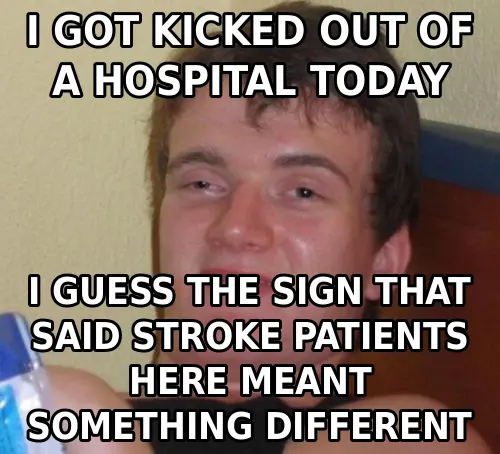 I GOT KICKED OUT OF
A HOSPITAL TODAY
I GUESS THE SIGN THAT
SAID STROKE PATIENTS
HERE MEANT
SOMETHING DIFFERENT